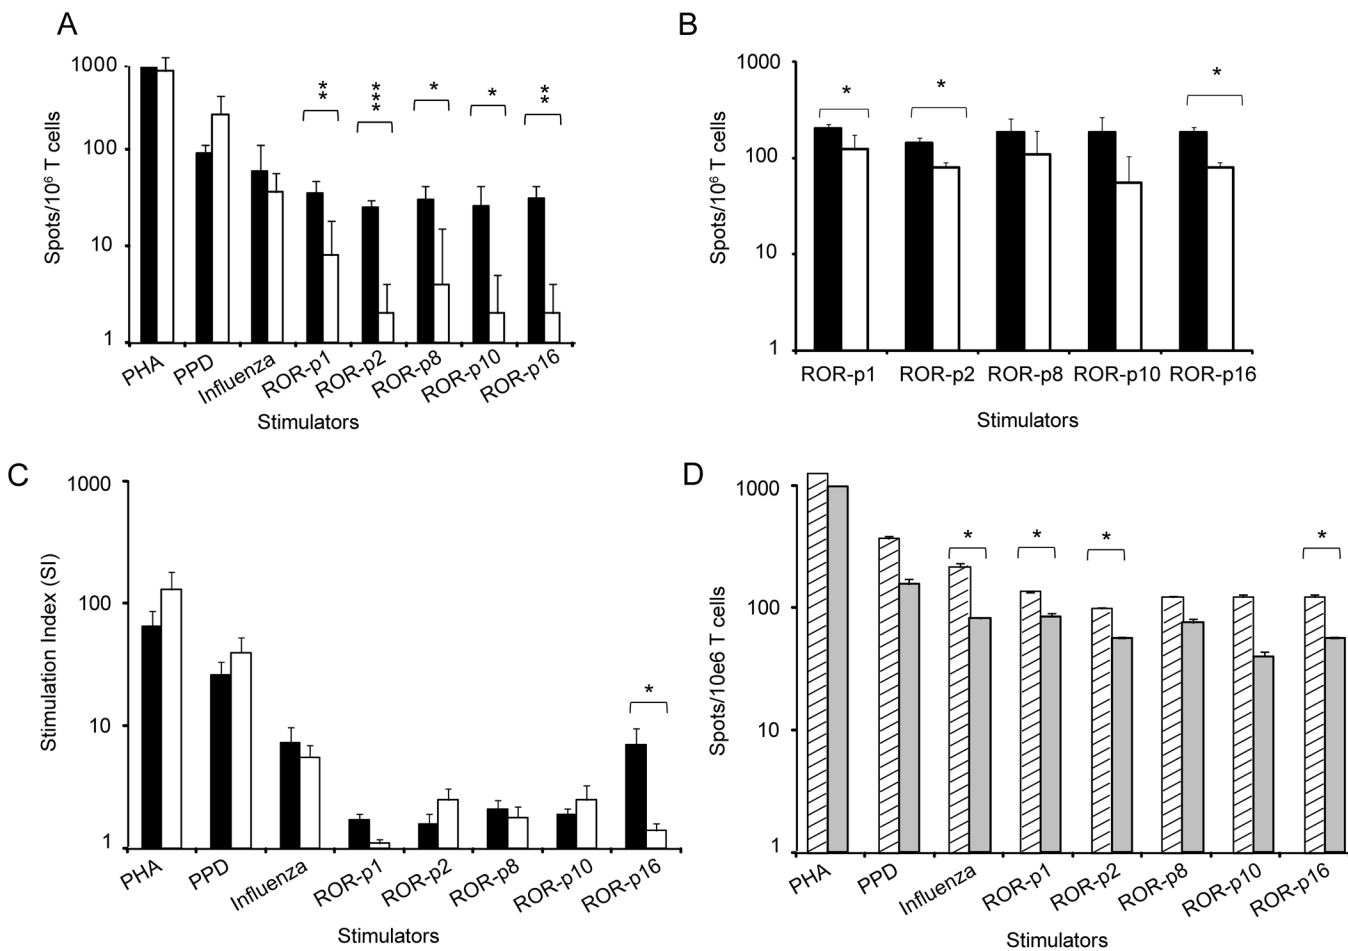 A
Spots/10⁶ T cells
1000
100
10
1
** *** * * **
PHA PPD Influenza ROR-p1 ROR-p2 ROR-p8 ROR-p10 ROR-p16
Stimulators
B
Spots/10⁶ T cells
1000
100
10
1
* * *
ROR-p1 ROR-p2 ROR-p8 ROR-p10 ROR-p16
Stimulators
C
Stimulation Index (SI)
1000
100
10
1
*
PHA PPD Influenza ROR-p1 ROR-p2 ROR-p8 ROR-p10 ROR-p16
Stimulators
D
Spots/10e6 T cells
1000
100
10
1
* * * *
PHA PPD Influenza ROR-p1 ROR-p2 ROR-p8 ROR-p10 ROR-p16
Stimulators